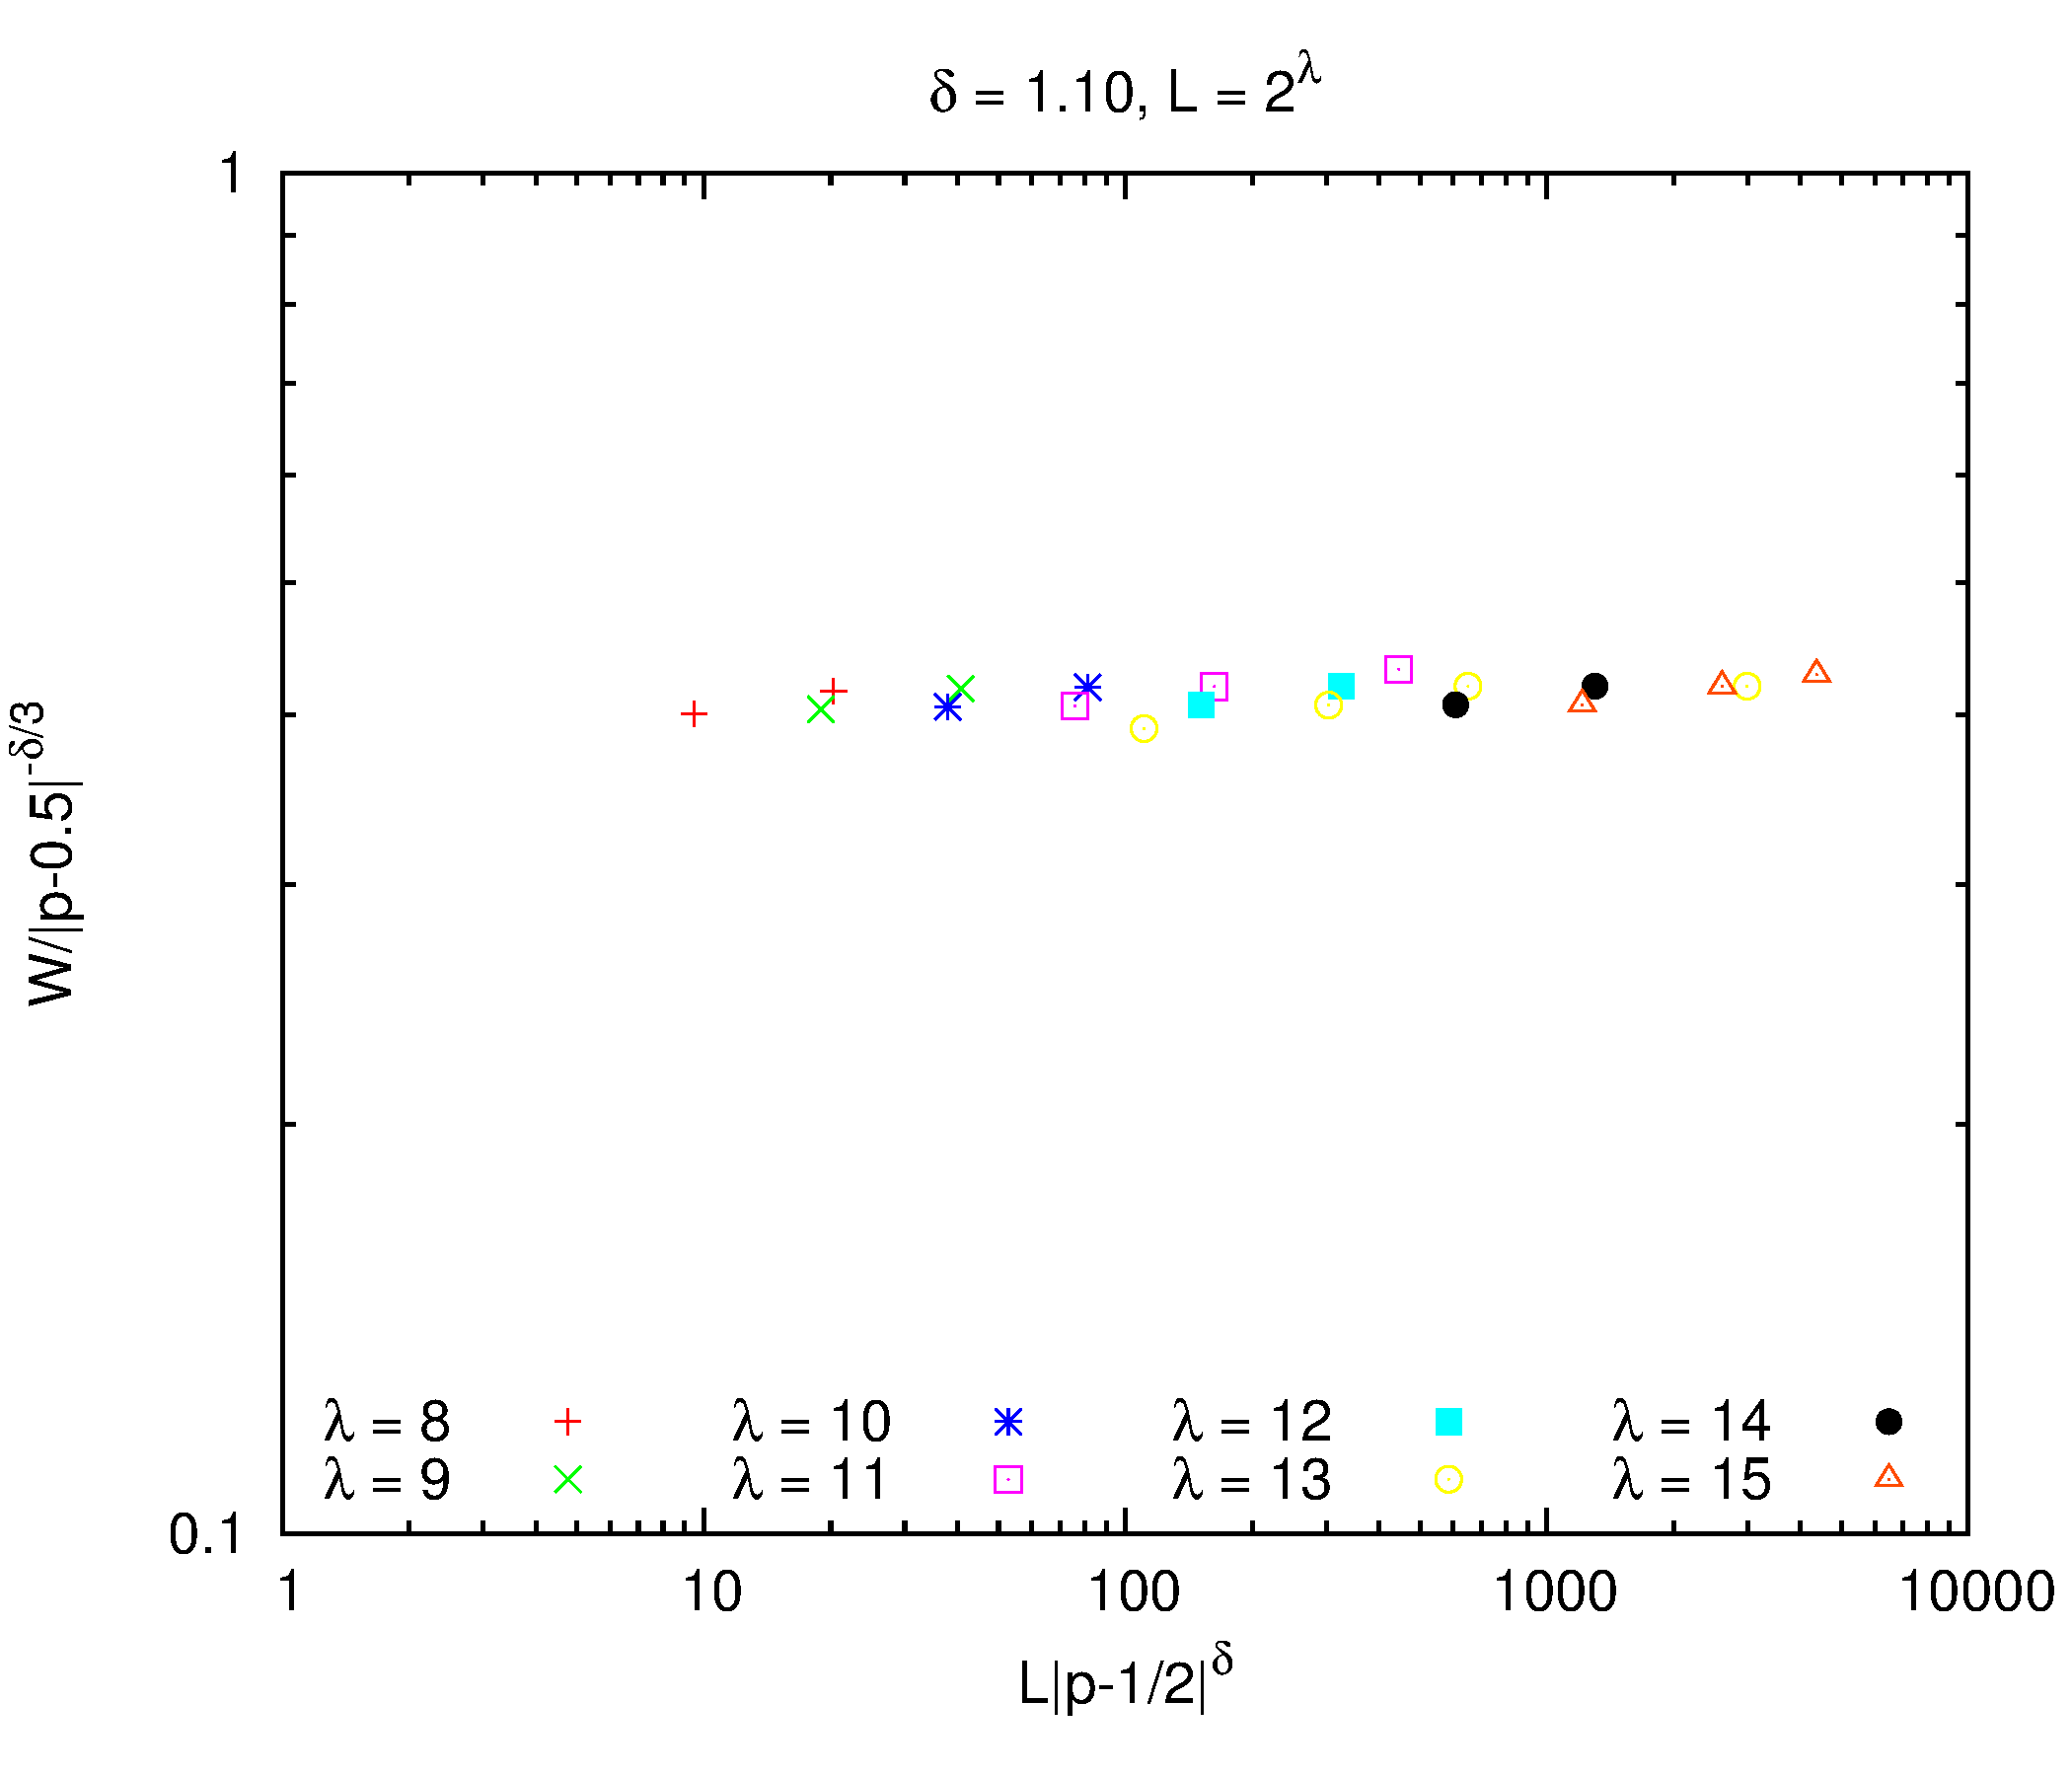 δ = 1.10, L = 2^λ
1
W/|p-0.5|^-δ/3
λ = 8 λ = 10 λ = 12 λ = 14
λ = 9 λ = 11 λ = 13 λ = 15
0.1
1 10 100 1000 10000
L|p-1/2|^δ